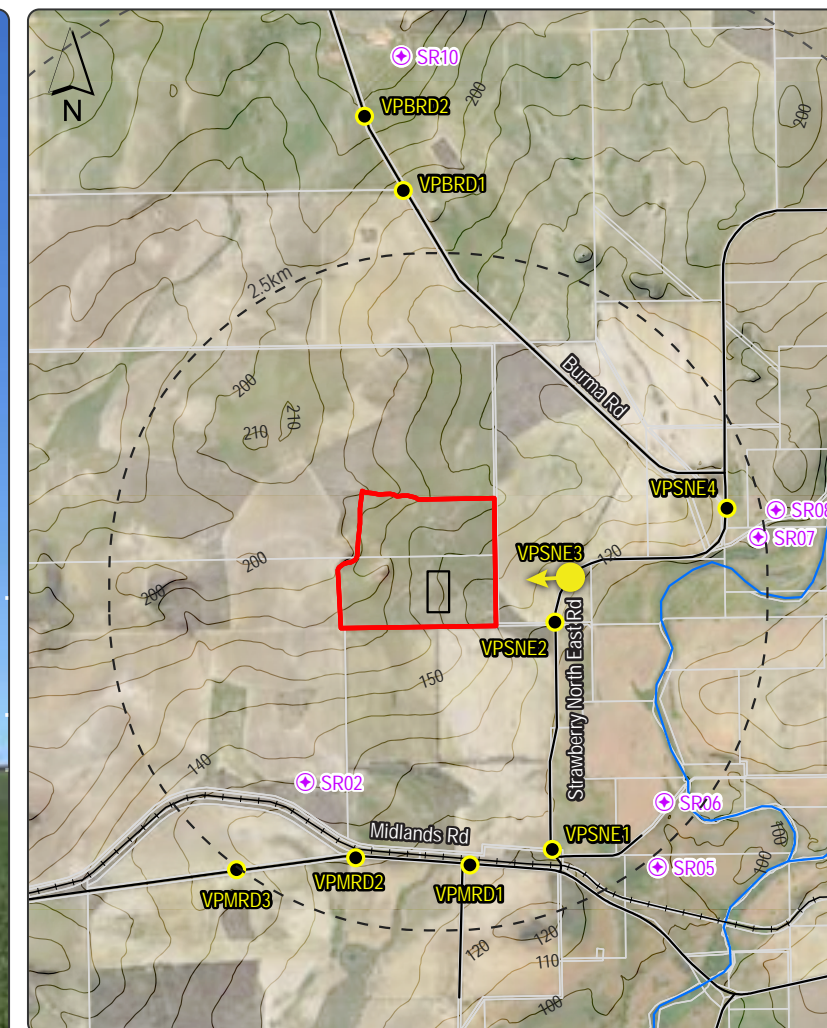 SR10
200
VPBRD2
200
N
VPBRD1
2.5km
Burma Rd
200
210
210
VPSNE4
SR08
SR07
VPSNE3
120
200
200
VPSNE2
Strawberry North East Rd
150
140
SR02
SR06
Midlands Rd
VPSNE1
100
100
SR05
VPMRD2
VPMRD1
VPMRD3
120
120
110
100